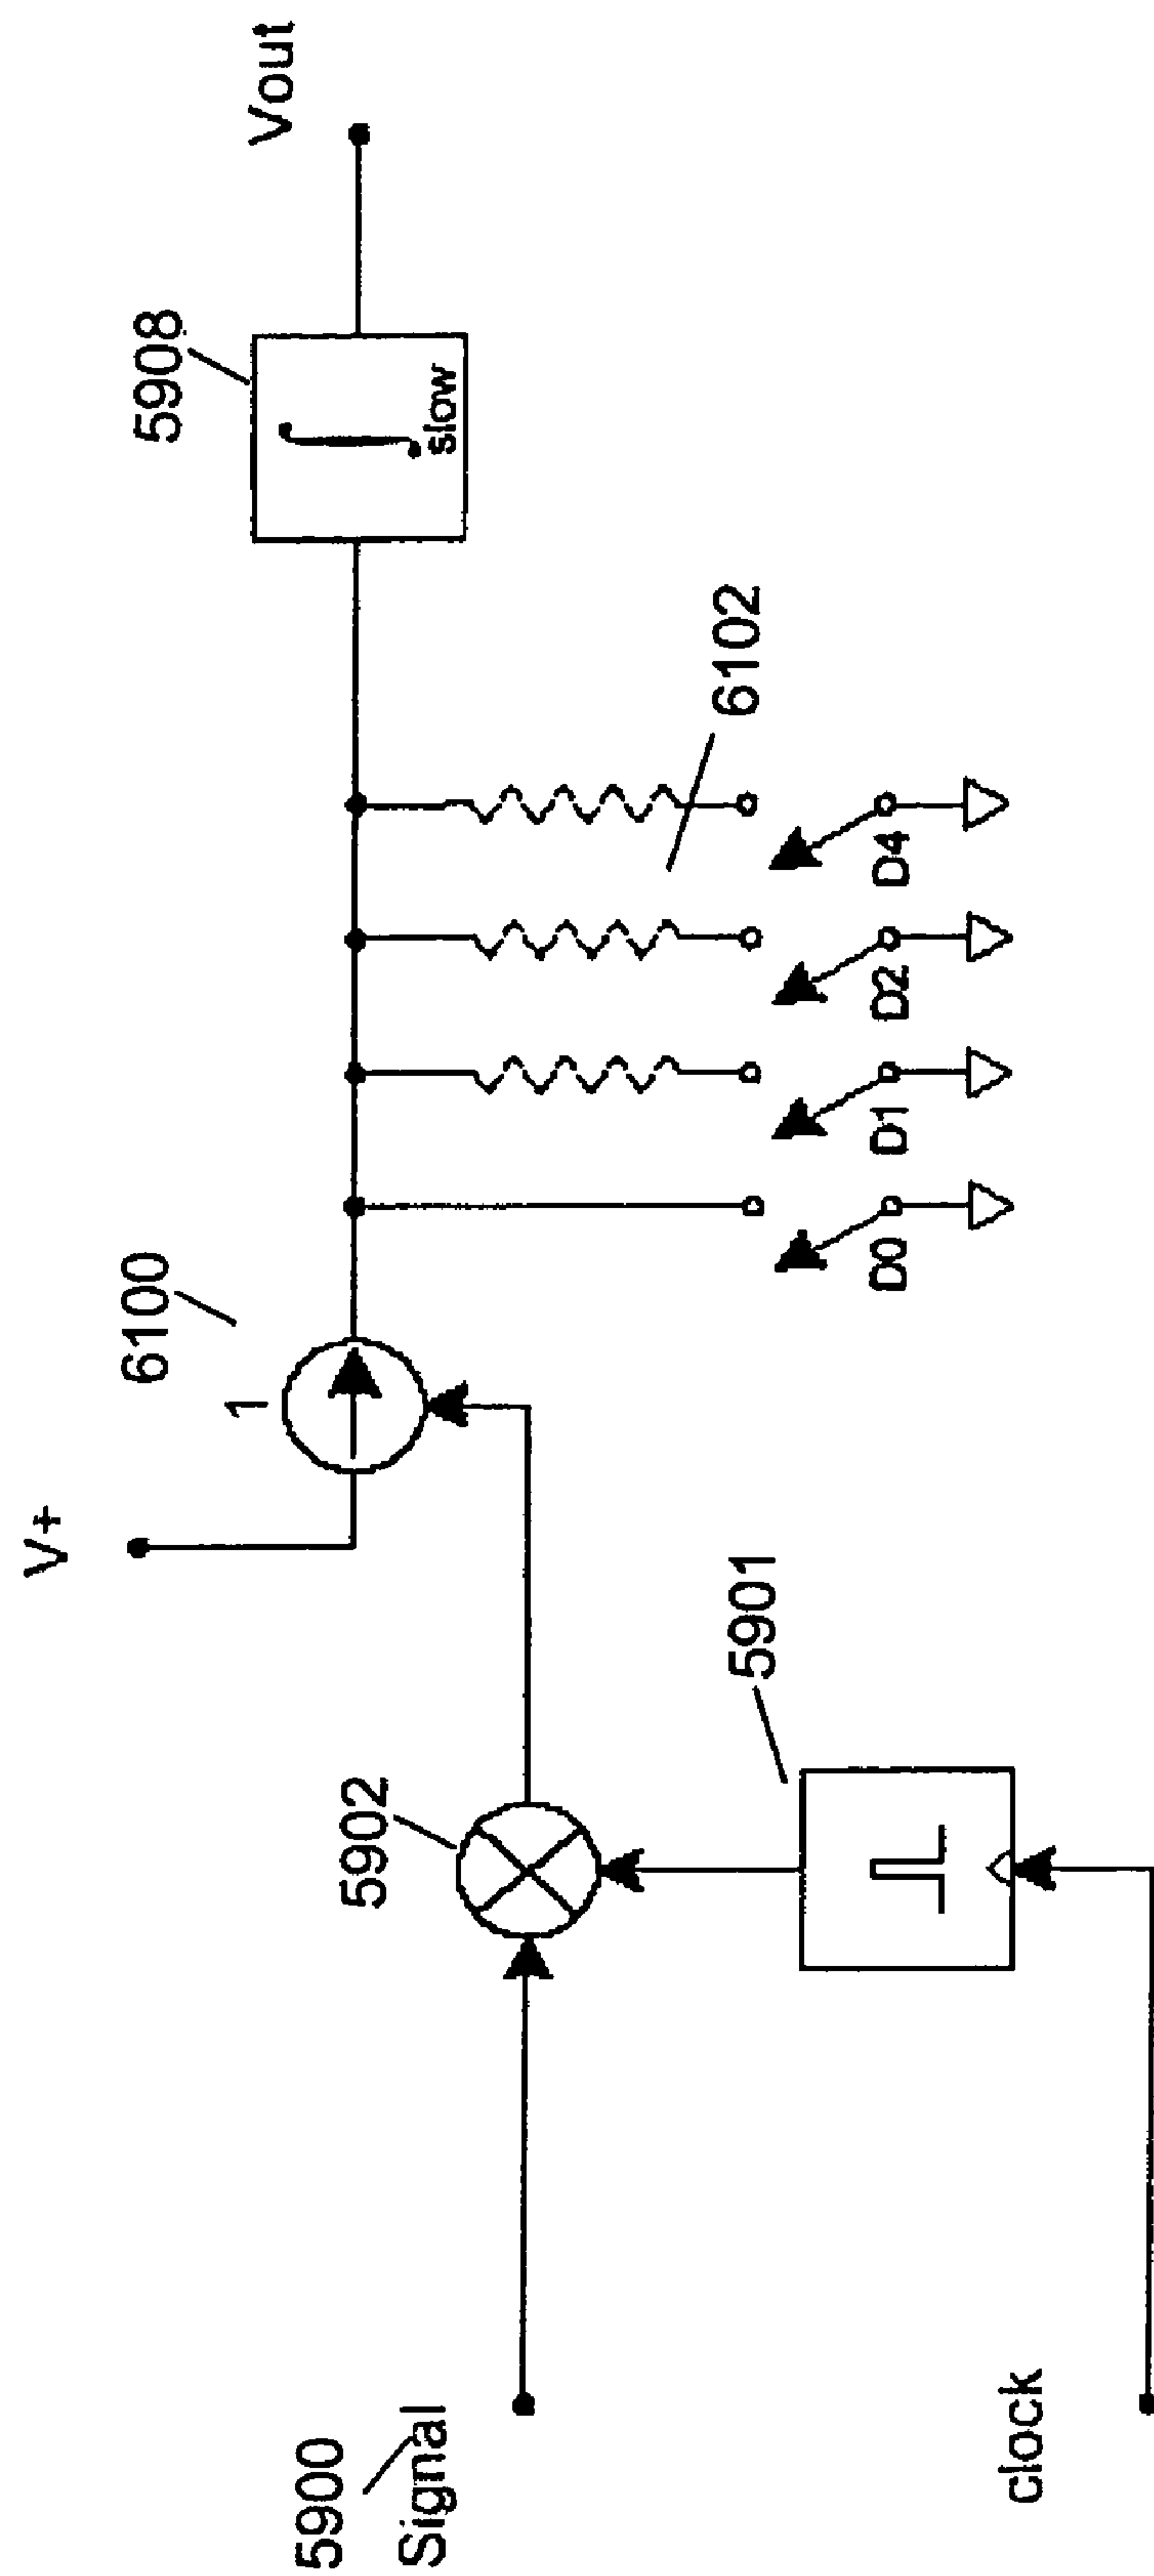 V+
1
6100
5908
Vout
5902
5901
6102
5900
Signal
D0
D1
D2
D4
slow
clock